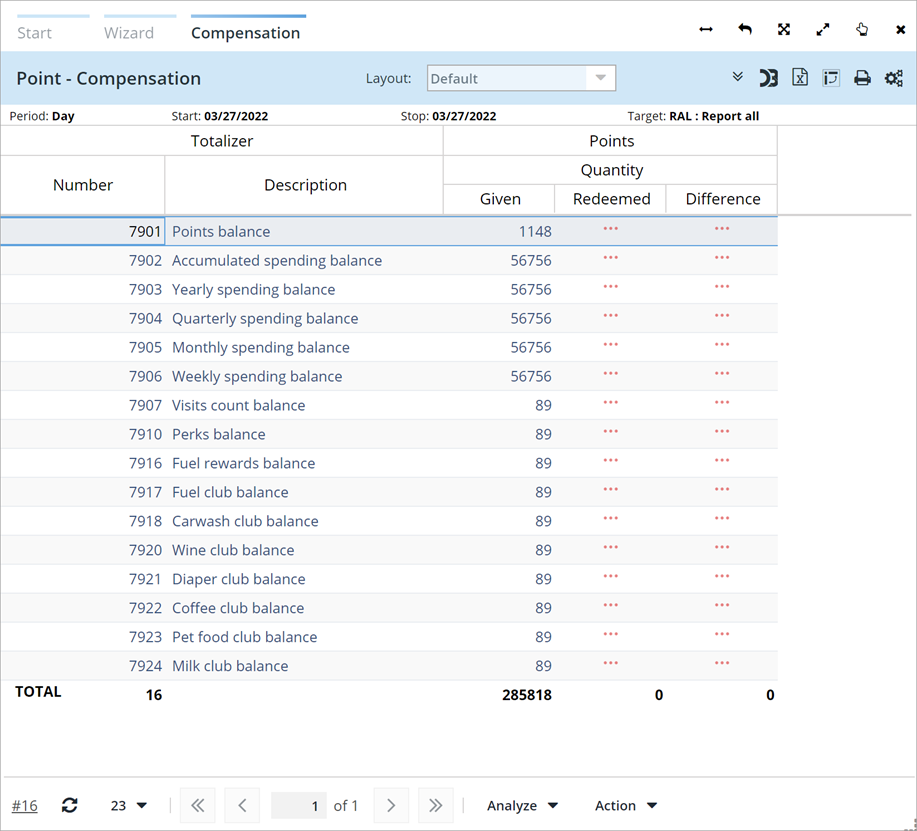 Start Wizard Compensation
Point - Compensation Layout: Default
Period: Day Start: 03/27/2022 Stop: 03/27/2022 Target: RAL : Report all
Totalizer Points
Quantity
Number Description
Given Redeemed Difference
7901 Points balance 1148 *** ***
7902 Accumulated spending balance 56756 *** ***
7903 Yearly spending balance 56756 *** ***
7904 Quarterly spending balance 56756 *** ***
7905 Monthly spending balance 56756 *** ***
7906 Weekly spending balance 56756 *** ***
7907 Visits count balance 89 *** ***
7910 Perks balance 89 *** ***
7916 Fuel rewards balance 89 *** ***
7917 Fuel club balance 89 *** ***
7918 Carwash club balance 89 *** ***
7920 Wine club balance 89 *** ***
7921 Diaper club balance 89 *** ***
7922 Coffee club balance 89 *** ***
7923 Pet food club balance 89 *** ***
7924 Milk club balance 89 *** ***
TOTAL 16 285818 0 0
#16 23 1 of 1 Analyze Action